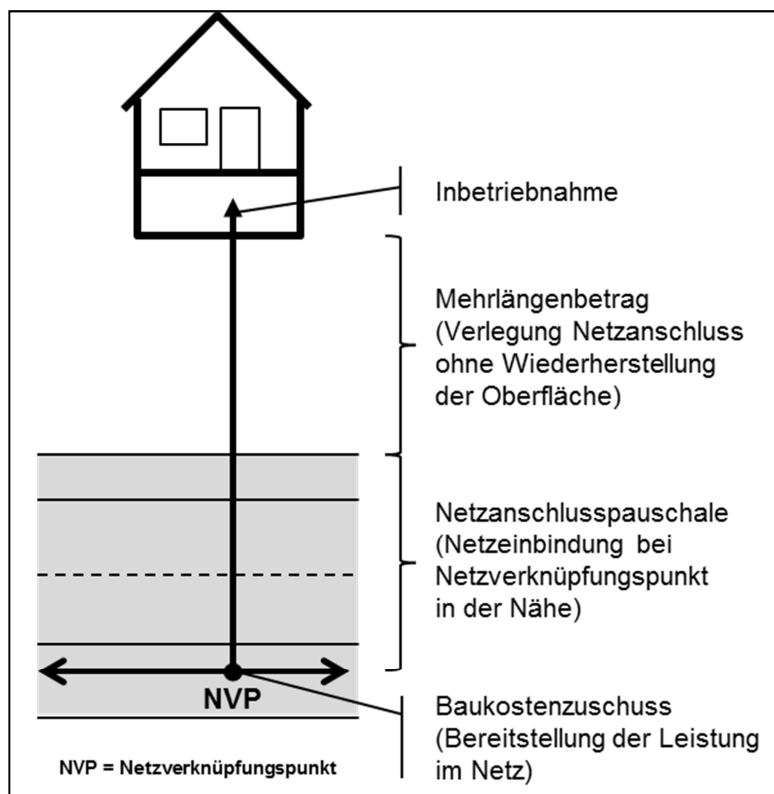 Inbetriebnahme
Mehrlängenbetrag
(Verlegung Netzanschluss
ohne Wiederherstellung
der Oberfläche)
Netzanschlusspauschale
(Netzeinbindung bei
Netzverknüpfungspunkt
in der Nähe)
NVP
Baukostenzuschuss
(Bereitstellung der Leistung
im Netz)
NVP = Netzverknüpfungspunkt